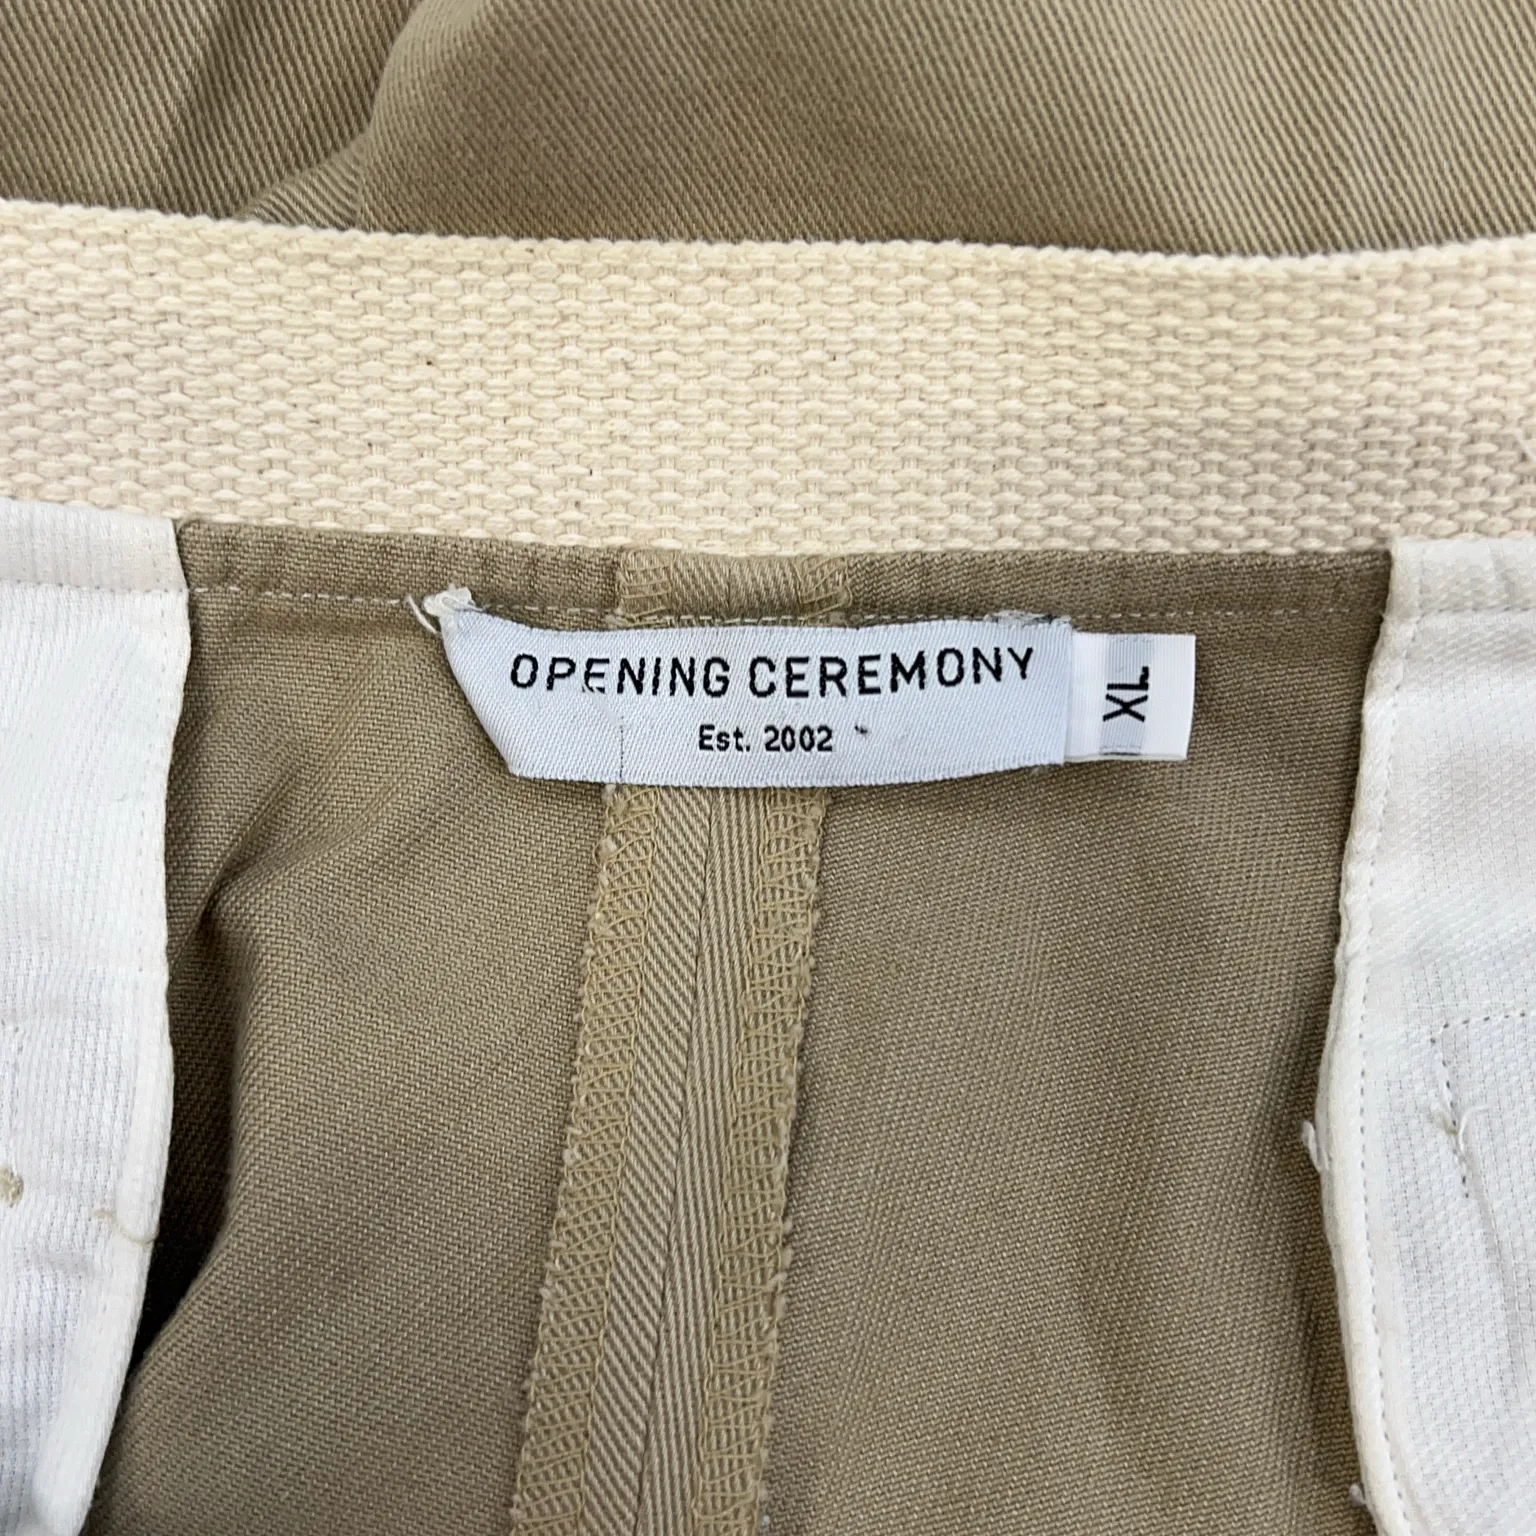 OPENING CEREMONY
Est. 2002
XL